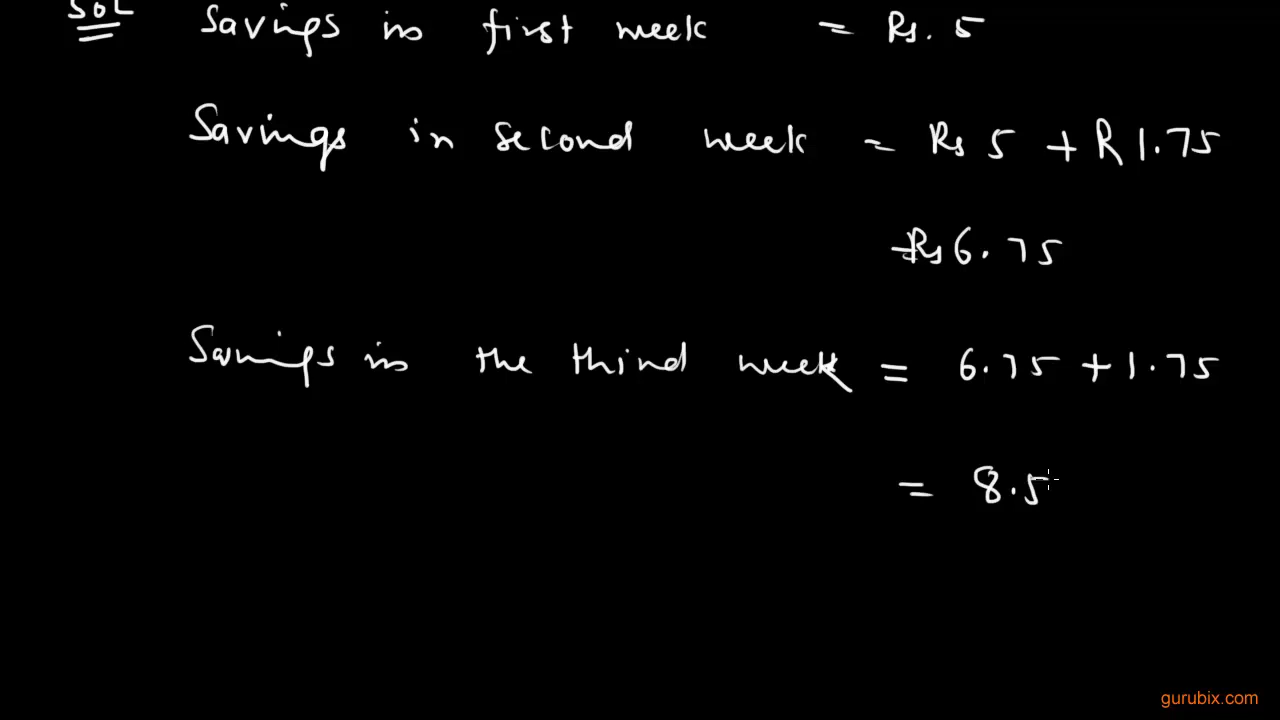 SOL Savings in first week = Rs. 5
Savings in second week = Rs 5 + R 1.75
= Rs 6.75
Savings in the third week = 6.75 + 1.75
= 8.5
gurubix.com